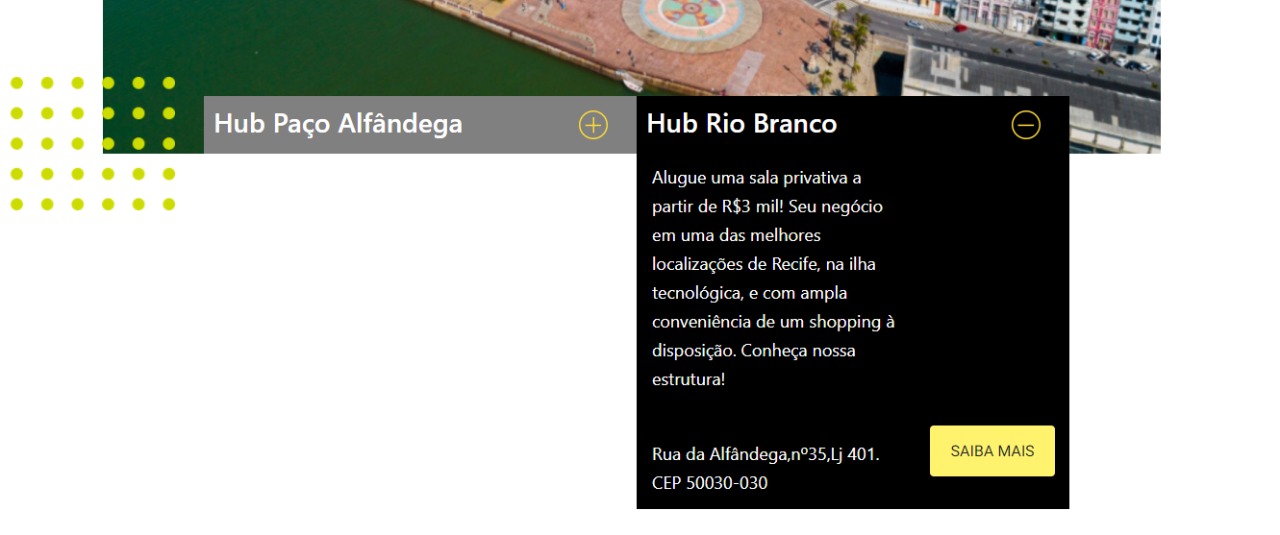 Hub Paço Alfândega
Hub Rio Branco
Alugue uma sala privativa a
partir de R$3 mil! Seu negócio
em uma das melhores
localizações de Recife, na ilha
tecnológica, e com ampla
conveniência de um shopping à
disposição. Conheça nossa
estrutura!
Rua da Alfândega,nº35,Lj 401.
CEP 50030-030
SAIBA MAIS